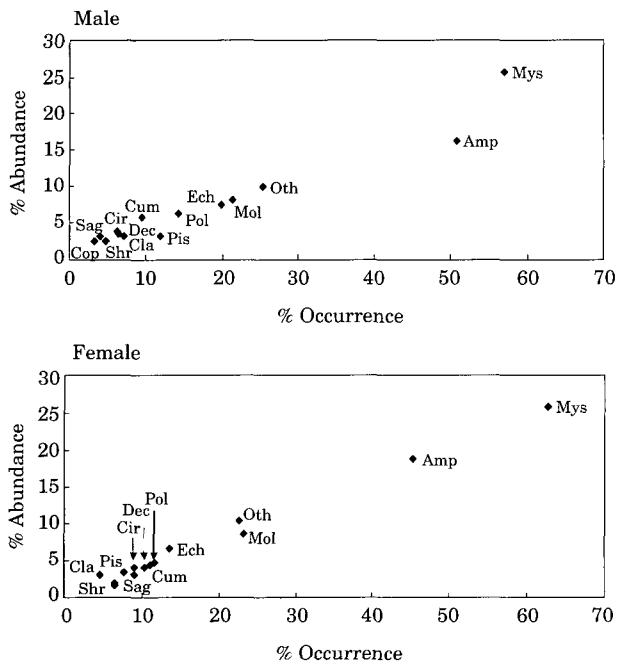 Male
30
25
20
15
10
5
0
% Abundance
Mys
Amp
Oth
Ech
Mol
Cum
Pol
Sag Cir Dec
Cla Pis
Cop Shr
0 10 20 30 40 50 60 70
% Occurrence
Female
30
25
20
15
10
5
0
% Abundance
Mys
Amp
Oth
Mol
Pol
Dec
Cir
Ech
Cla Pis
Cum
Shr Sag
0 10 20 30 40 50 60 70
% Occurrence